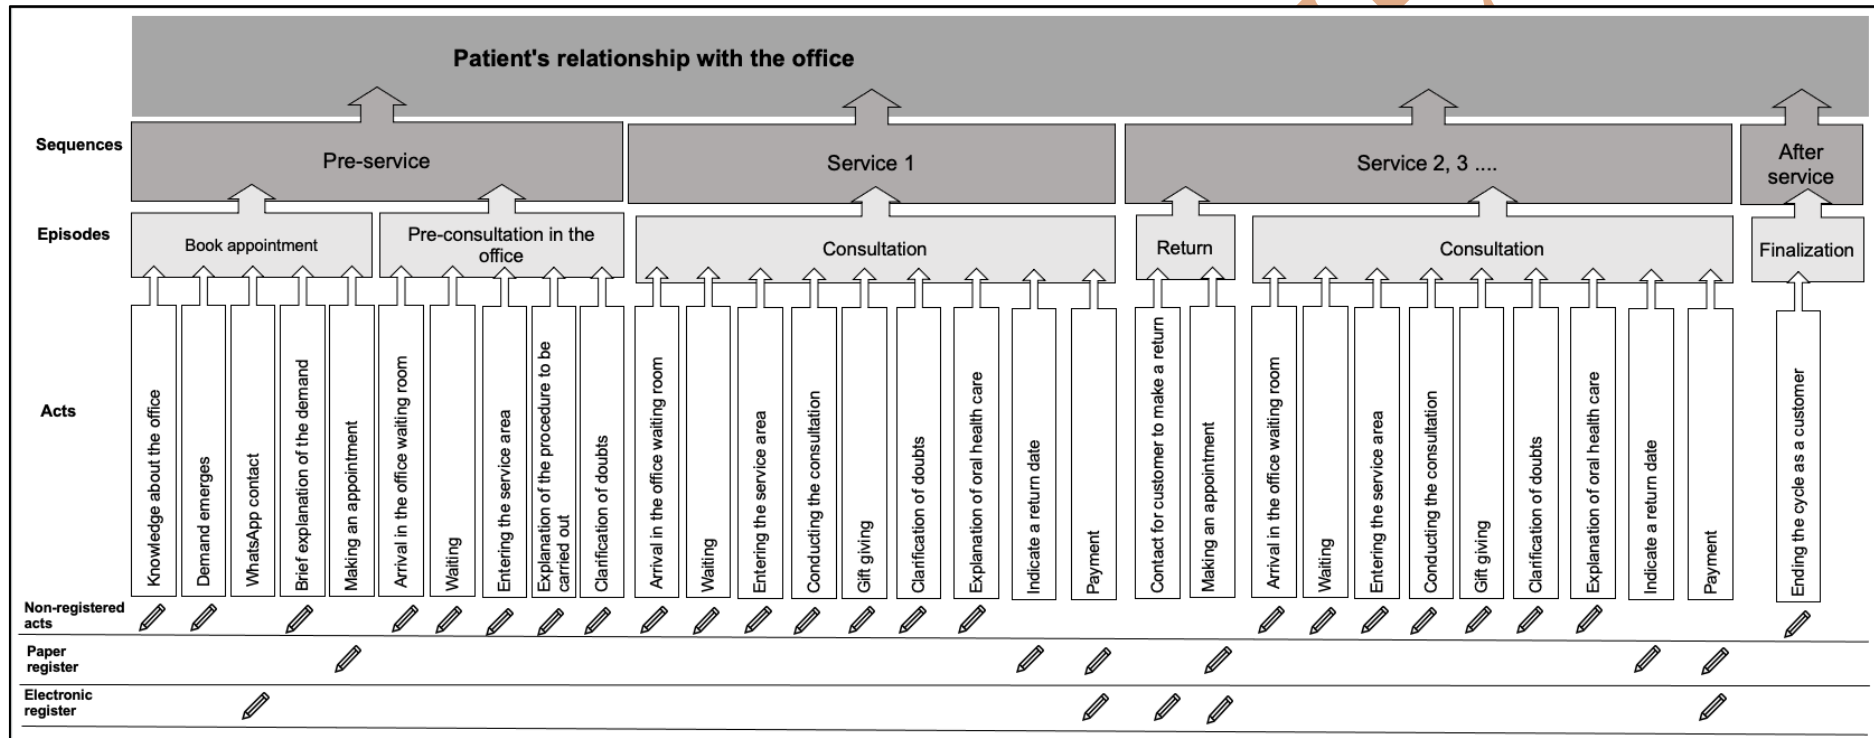 Patient's relationship with the office
Sequences
Pre-service
Service 1
Service 2, 3 ....
After
service
Episodes
Book appointment
Pre-consultation in the
office
Consultation
Return
Consultation
Finalization
Acts
Knowledge about the office
Demand emerges
WhatsApp contact
Brief explanation of the demand
Making an appointment
Arrival in the office waiting room
Waiting
Entering the service area
Explanation of the procedure to be
carried out
Clarification of doubts
Arrival in the office waiting room
Waiting
Entering the service area
Conducting the consultation
Gift giving
Clarification of doubts
Explanation of oral health care
Indicate a return date
Payment
Contact for customer to make a return
Making an appointment
Arrival in the office waiting room
Waiting
Entering the service area
Conducting the consultation
Gift giving
Clarification of doubts
Explanation of oral health care
Indicate a return date
Payment
Ending the cycle as a customer
Non-registered
acts
Paper
register
Electronic
register